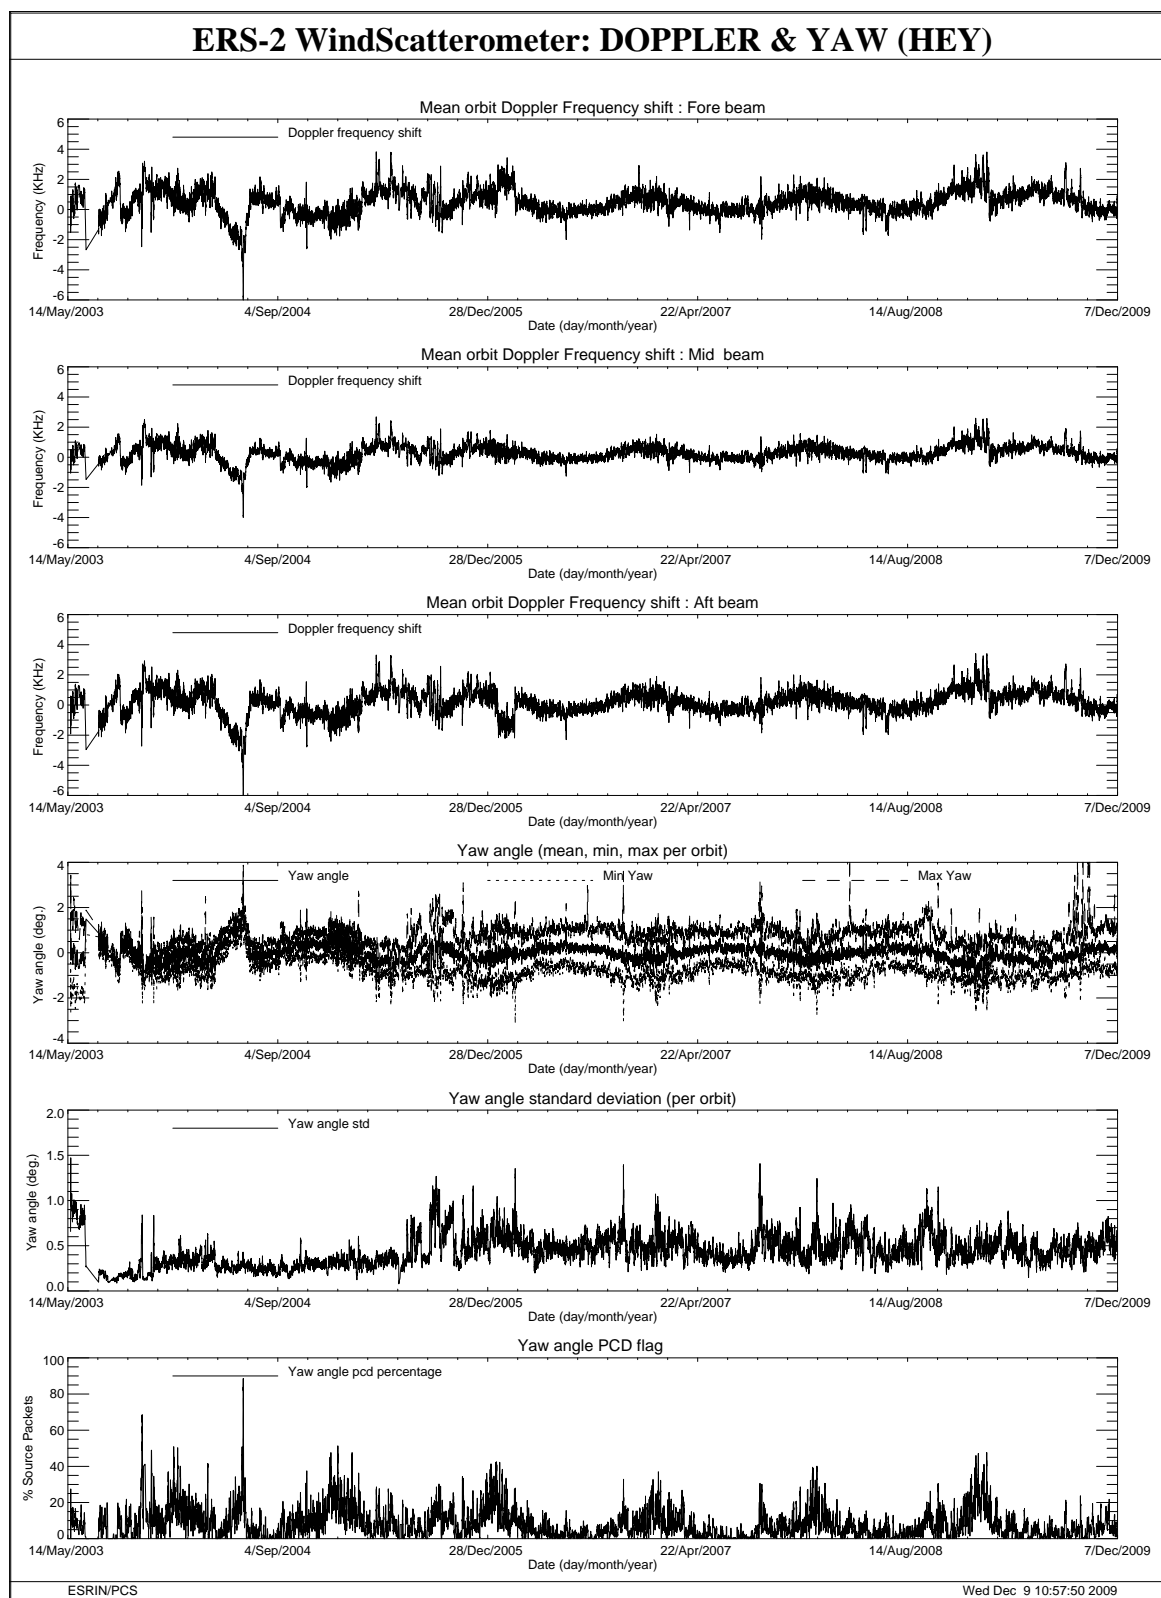 ERS-2 WindScatterometer: DOPPLER & YAW (HEY)
Mean orbit Doppler Frequency shift : Fore beam
Doppler frequency shift
Frequency (KHz)
6
4
2
0
-2
-4
-6
14/May/2003 4/Sep/2004 28/Dec/2005 22/Apr/2007 14/Aug/2008 7/Dec/2009
Date (day/month/year)
Mean orbit Doppler Frequency shift : Mid beam
Doppler frequency shift
Frequency (KHz)
6
4
2
0
-2
-4
-6
14/May/2003 4/Sep/2004 28/Dec/2005 22/Apr/2007 14/Aug/2008 7/Dec/2009
Date (day/month/year)
Mean orbit Doppler Frequency shift : Aft beam
Doppler frequency shift
Frequency (KHz)
6
4
2
0
-2
-4
-6
14/May/2003 4/Sep/2004 28/Dec/2005 22/Apr/2007 14/Aug/2008 7/Dec/2009
Date (day/month/year)
Yaw angle (mean, min, max per orbit)
Yaw angle Min Yaw Max Yaw
Yaw angle (deg.)
4
2
0
-2
-4
14/May/2003 4/Sep/2004 28/Dec/2005 22/Apr/2007 14/Aug/2008 7/Dec/2009
Date (day/month/year)
Yaw angle standard deviation (per orbit)
Yaw angle std
Yaw angle (deg.)
2.0
1.5
1.0
0.5
0.0
14/May/2003 4/Sep/2004 28/Dec/2005 22/Apr/2007 14/Aug/2008 7/Dec/2009
Date (day/month/year)
Yaw angle PCD flag
Yaw angle pcd percentage
% Source Packets
100
80
60
40
20
0
14/May/2003 4/Sep/2004 28/Dec/2005 22/Apr/2007 14/Aug/2008 7/Dec/2009
Date (day/month/year)
ESRIN/PCS Wed Dec 9 10:57:50 2009